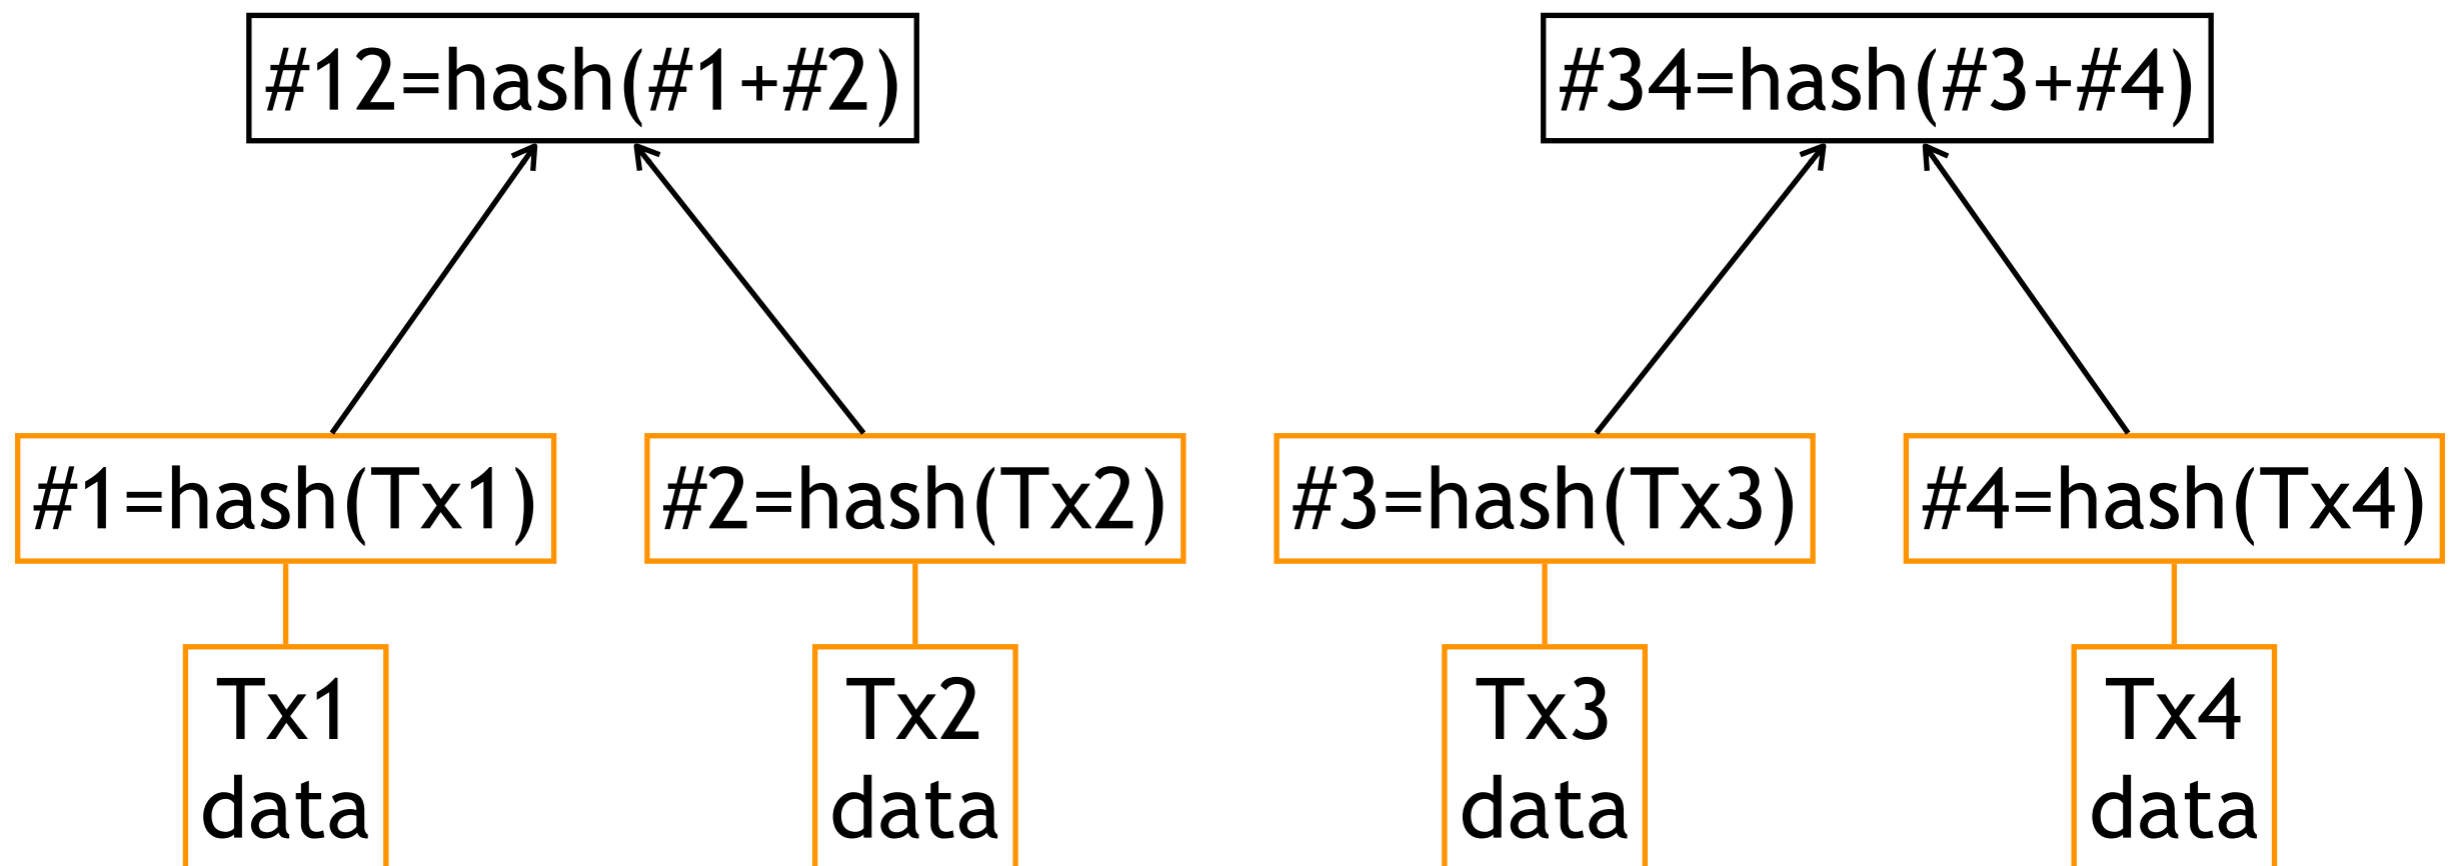 #12=hash(#1+#2)
#34=hash(#3+#4)
#1=hash(Tx1)
#2=hash(Tx2)
#3=hash(Tx3)
#4=hash(Tx4)
Tx1
data
Tx2
data
Tx3
data
Tx4
data